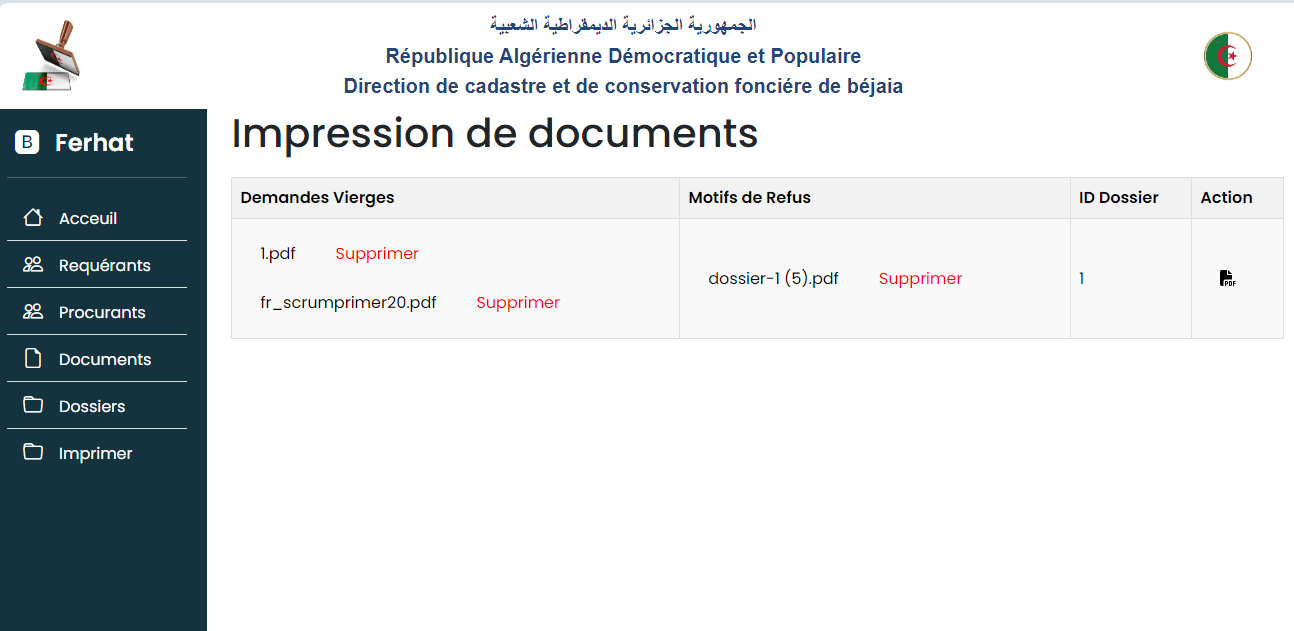 الجمهورية الجزائرية الديمقراطية الشعبية
République Algérienne Démocratique et Populaire
Direction de cadastre et de conservation fonciére de béjaia
B Ferhat
Acceuil
Requérants
Procurants
Documents
Dossiers
Imprimer
Impression de documents
Demandes Vierges Motifs de Refus ID Dossier Action
1.pdf Supprimer
fr_scrumprimer20.pdf Supprimer
dossier-1 (5).pdf Supprimer 1 PDF